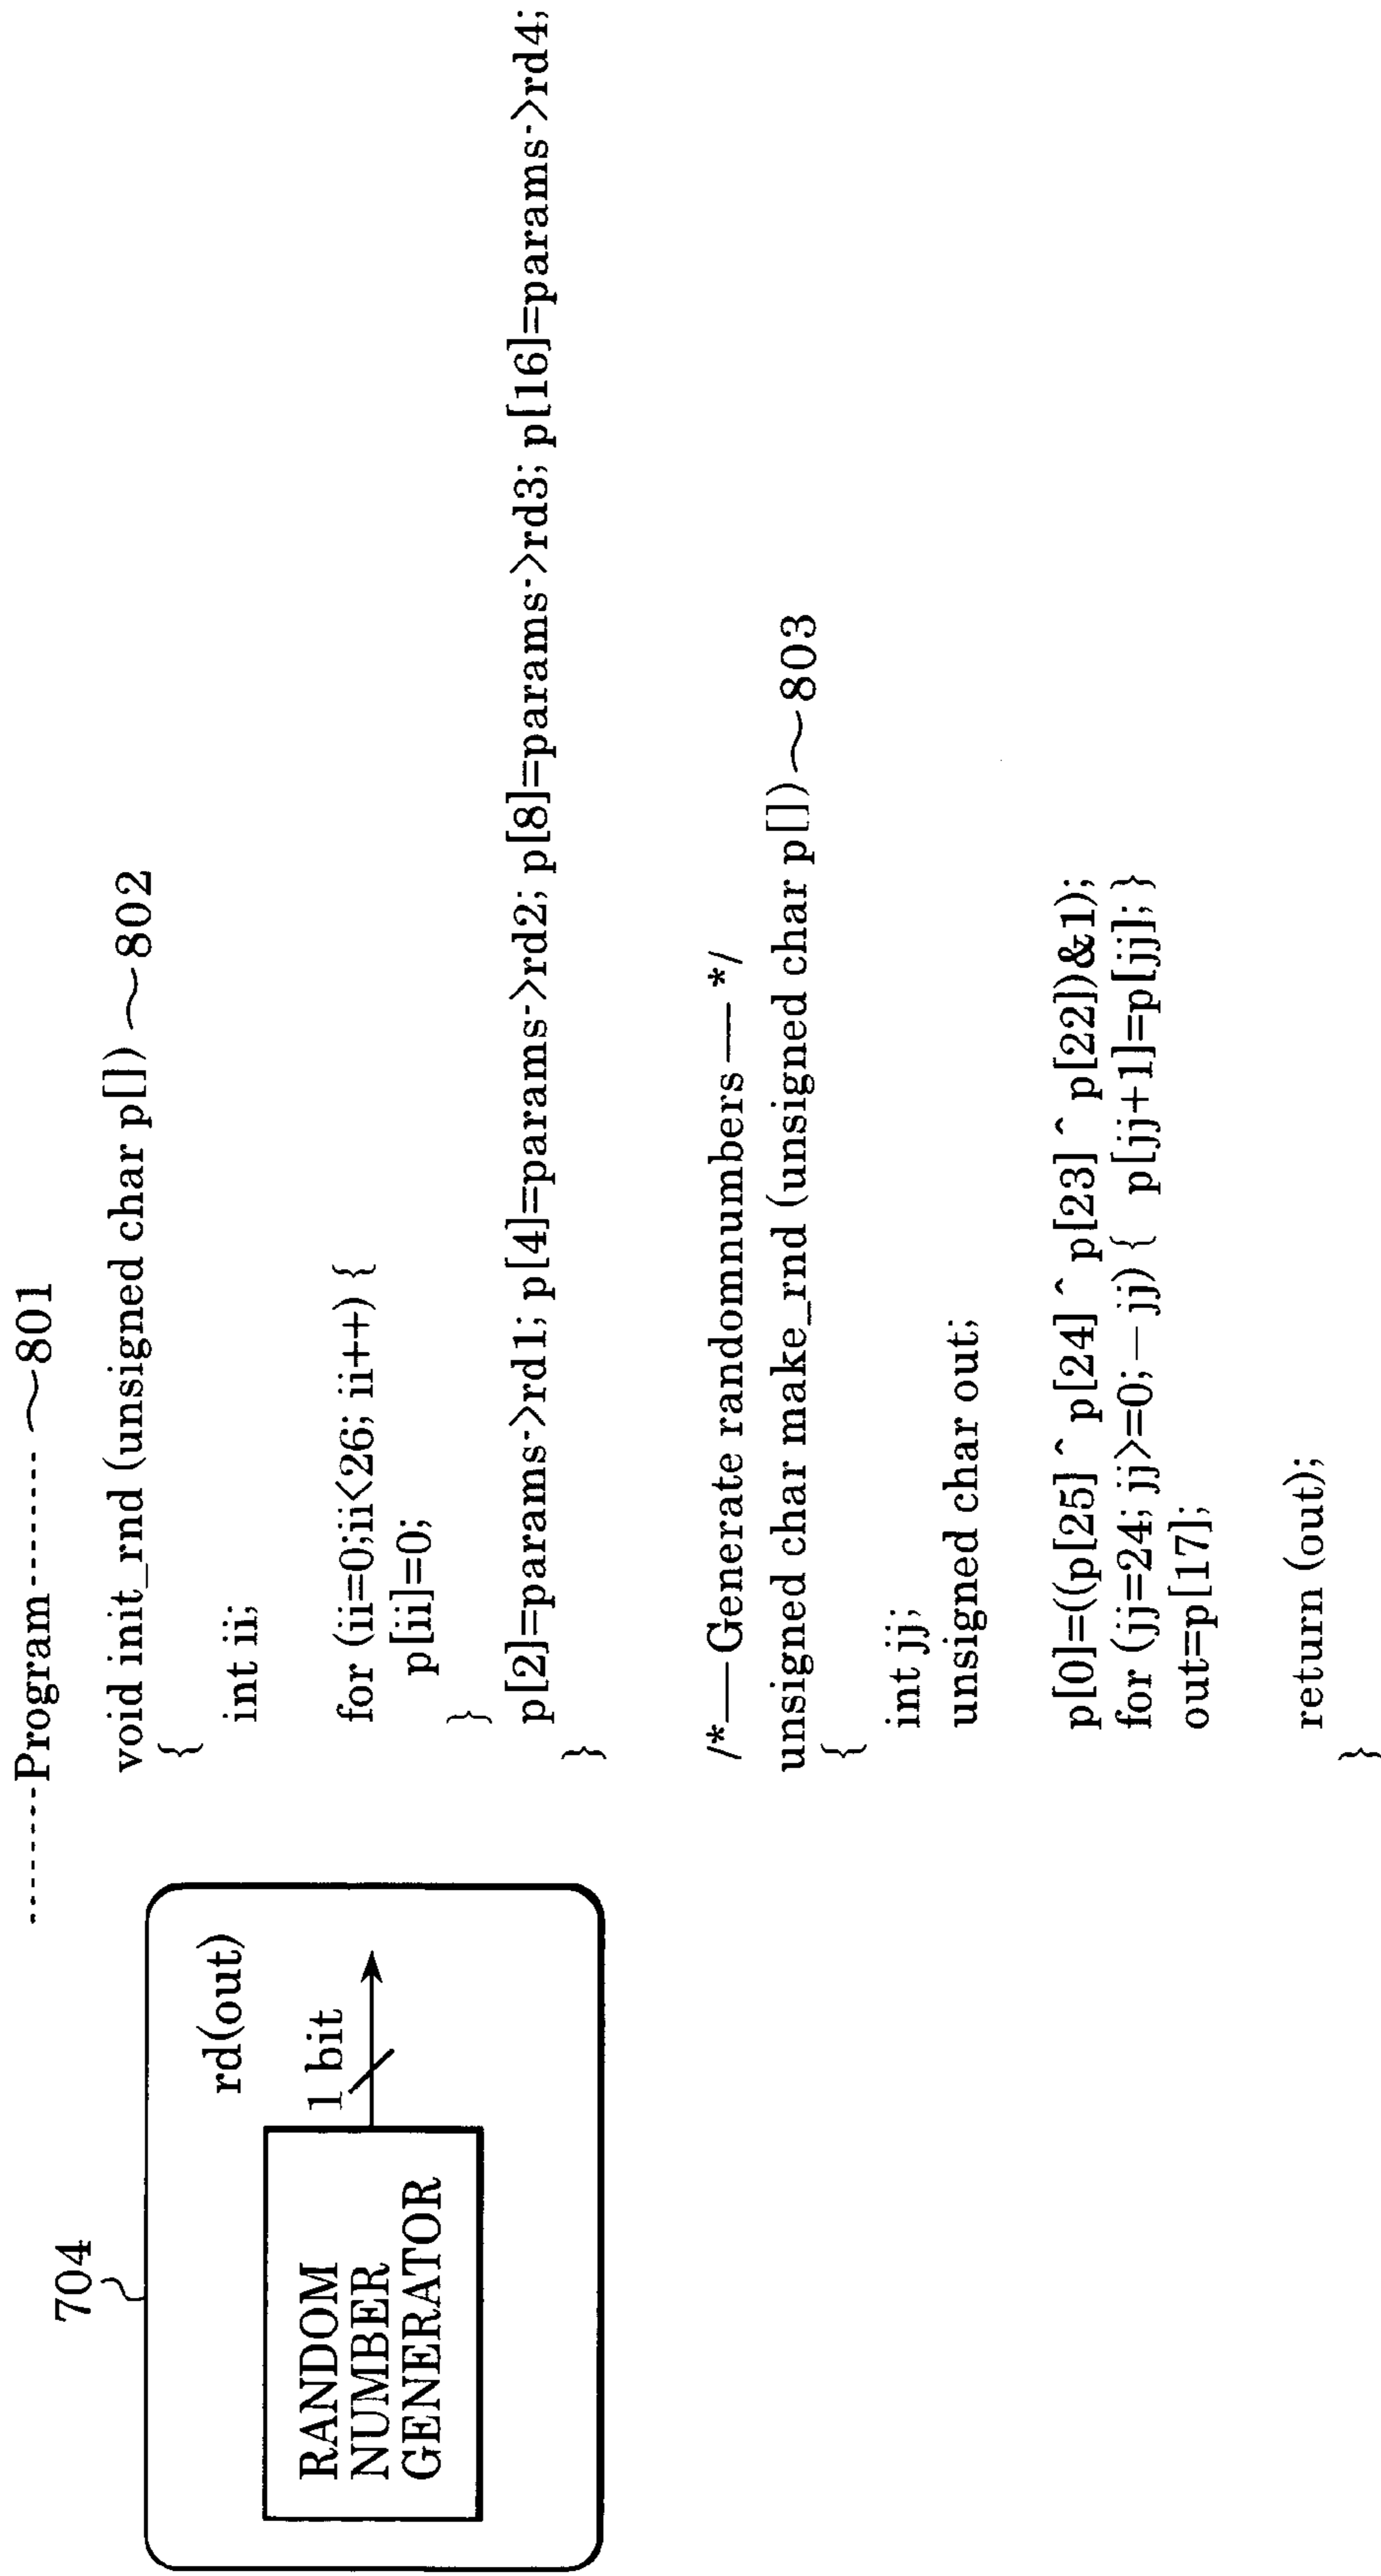 704
RANDOM
NUMBER
GENERATOR
rd(out)
1 bit
---------Program--------- ~801
void init_rnd (unsigned char p[]) ~802
{
int ii;
for (ii=0;ii<26; ii++) {
p[ii]=0;
}
p[2]=params->rd1; p[4]=params->rd2; p[8]=params->rd3; p[16]=params->rd4;
}
/*—Generate randomnumbers— */
unsigned char make_rnd (unsigned char p[]) ~803
{
int jj;
unsigned char out;
p[0]=((p[25] ^ p[24] ^ p[23] ^ p[22])&1);
for (jj=24; jj>=0; — jj) { p[jj+1]=p[jj]; }
out=p[17];
return (out);
}